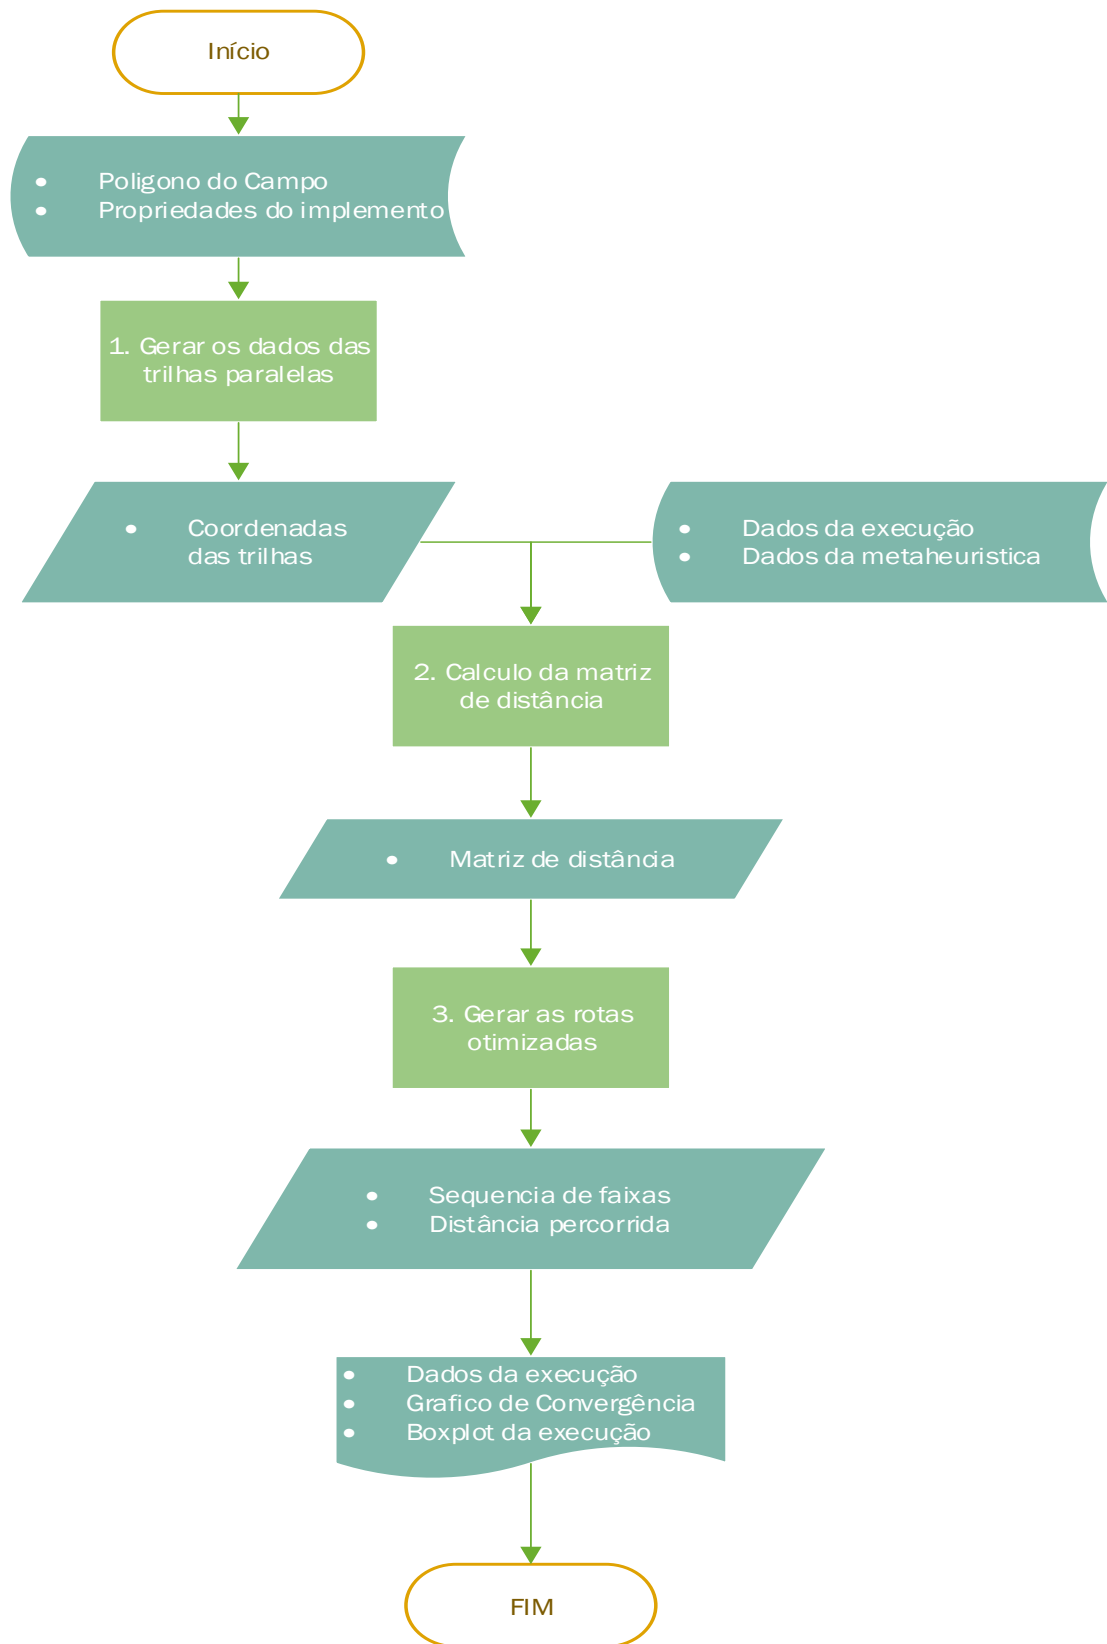 Início
• Poligono do Campo
• Propriedades do implemento
1. Gerar os dados das
trilhas paralelas
• Coordenadas
das trilhas
• Dados da execução
• Dados da metaheuristica
2. Calculo da matriz
de distância
• Matriz de distância
3. Gerar as rotas
otimizadas
• Sequencia de faixas
• Distância percorrida
• Dados da execução
• Grafico de Convergência
• Boxplot da execução
FIM